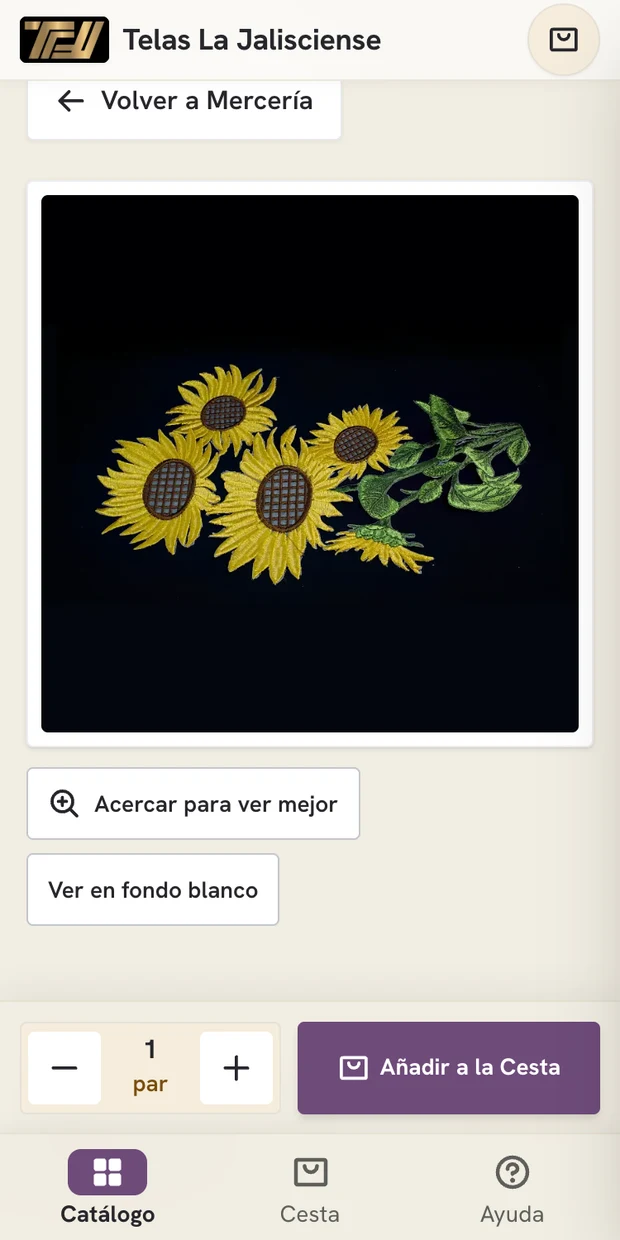 TELJ
Telas La Jalisciense
Volver a Mercería
Acercar para ver mejor
Ver en fondo blanco
1
par
Añadir a la Cesta
Catálogo
Cesta
Ayuda